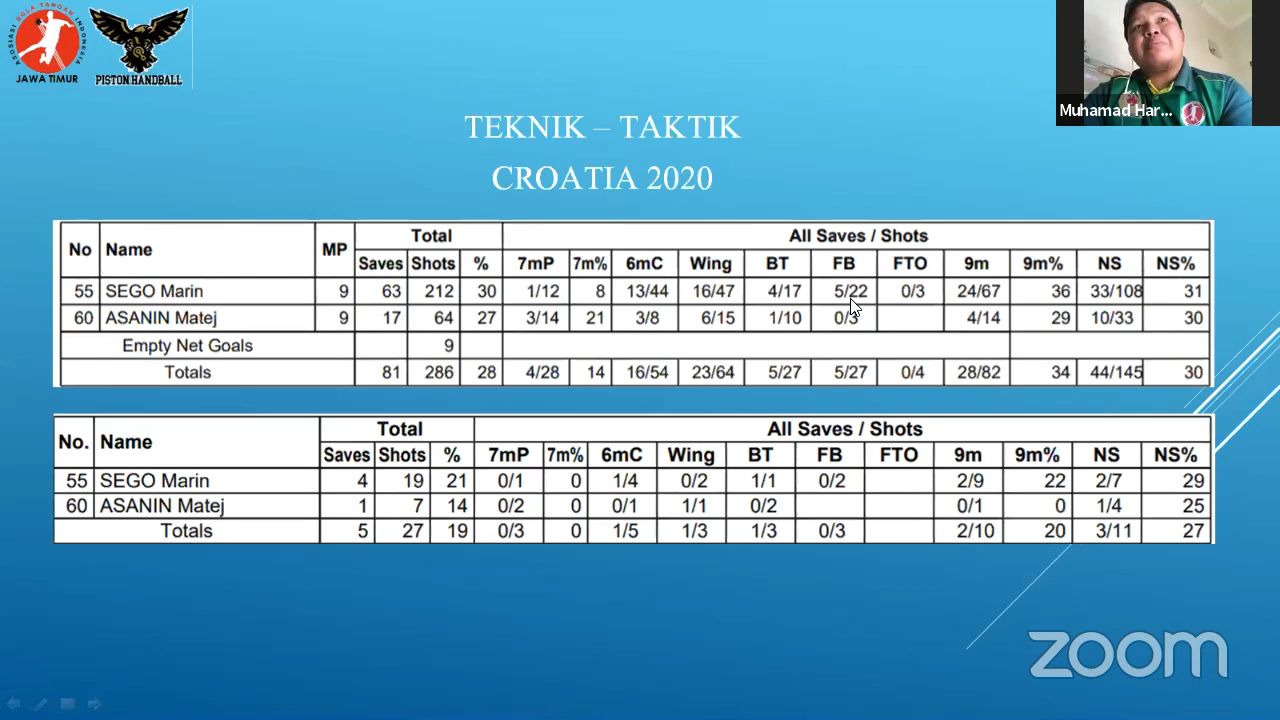 ASOSIASI BOLA TANGAN INDONESIA
JAWA TIMUR
PISTON HANDBALL
Muhamad Har...
TEKNIK – TAKTIK
CROATIA 2020
No Name MP Total All Saves / Shots
Saves Shots % 7mP 7m% 6mC Wing BT FB FTO 9m 9m% NS NS%
55 SEGO Marin 9 63 212 30 1/12 8 13/44 16/47 4/17 5/22 0/3 24/67 36 33/108 31
60 ASANIN Matej 9 17 64 27 3/14 21 3/8 6/15 1/10 0/3 4/14 29 10/33 30
Empty Net Goals 9
Totals 81 286 28 4/28 14 16/54 23/64 5/27 5/27 0/4 28/82 34 44/145 30
No. Name Total All Saves / Shots
Saves Shots % 7mP 7m% 6mC Wing BT FB FTO 9m 9m% NS NS%
55 SEGO Marin 4 19 21 0/1 0 1/4 0/2 1/1 0/2 2/9 22 2/7 29
60 ASANIN Matej 1 7 14 0/2 0 0/1 1/1 0/2 0/1 0 1/4 25
Totals 5 27 19 0/3 0 1/5 1/3 1/3 0/3 2/10 20 3/11 27
zoom